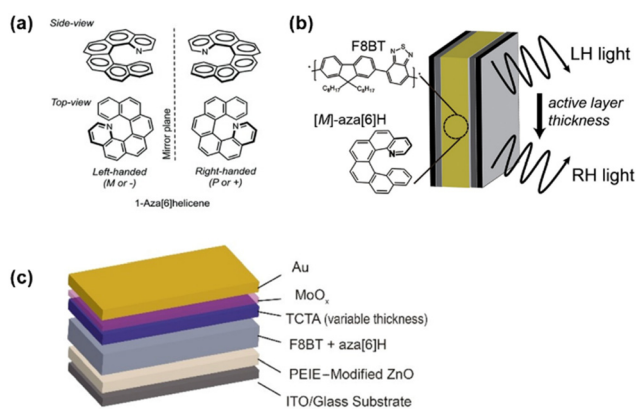 (a)
Side-view
N
N
Top-view
N
N
Mirror plane
Left-handed
(M or -)
Right-handed
(P or +)
1-Aza[6]helicene
(b)
F8BT
N S N
C₈H₁₇ C₈H₁₇
[M]-aza[6]H
N
LH light
active layer
thickness
RH light
(c)
Au
MoOₓ
TCTA (variable thickness)
F8BT + aza[6]H
PEIE–Modified ZnO
ITO/Glass Substrate